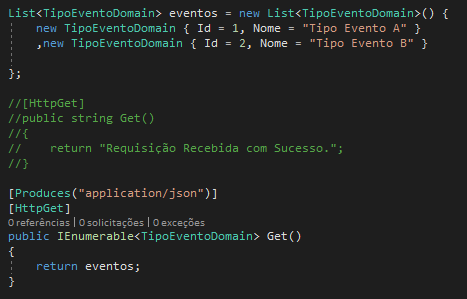 List<TipoEventoDomain> eventos = new List<TipoEventoDomain>() {
new TipoEventoDomain { Id = 1, Nome = "Tipo Evento A" }
,new TipoEventoDomain { Id = 2, Nome = "Tipo Evento B" }
};
//[HttpGet]
//public string Get()
//{
//    return "Requisição Recebida com Sucesso.";
//}
[Produces("application/json")]
[HttpGet]
0 referências | 0 solicitações | 0 exceções
public IEnumerable<TipoEventoDomain> Get()
{
return eventos;
}